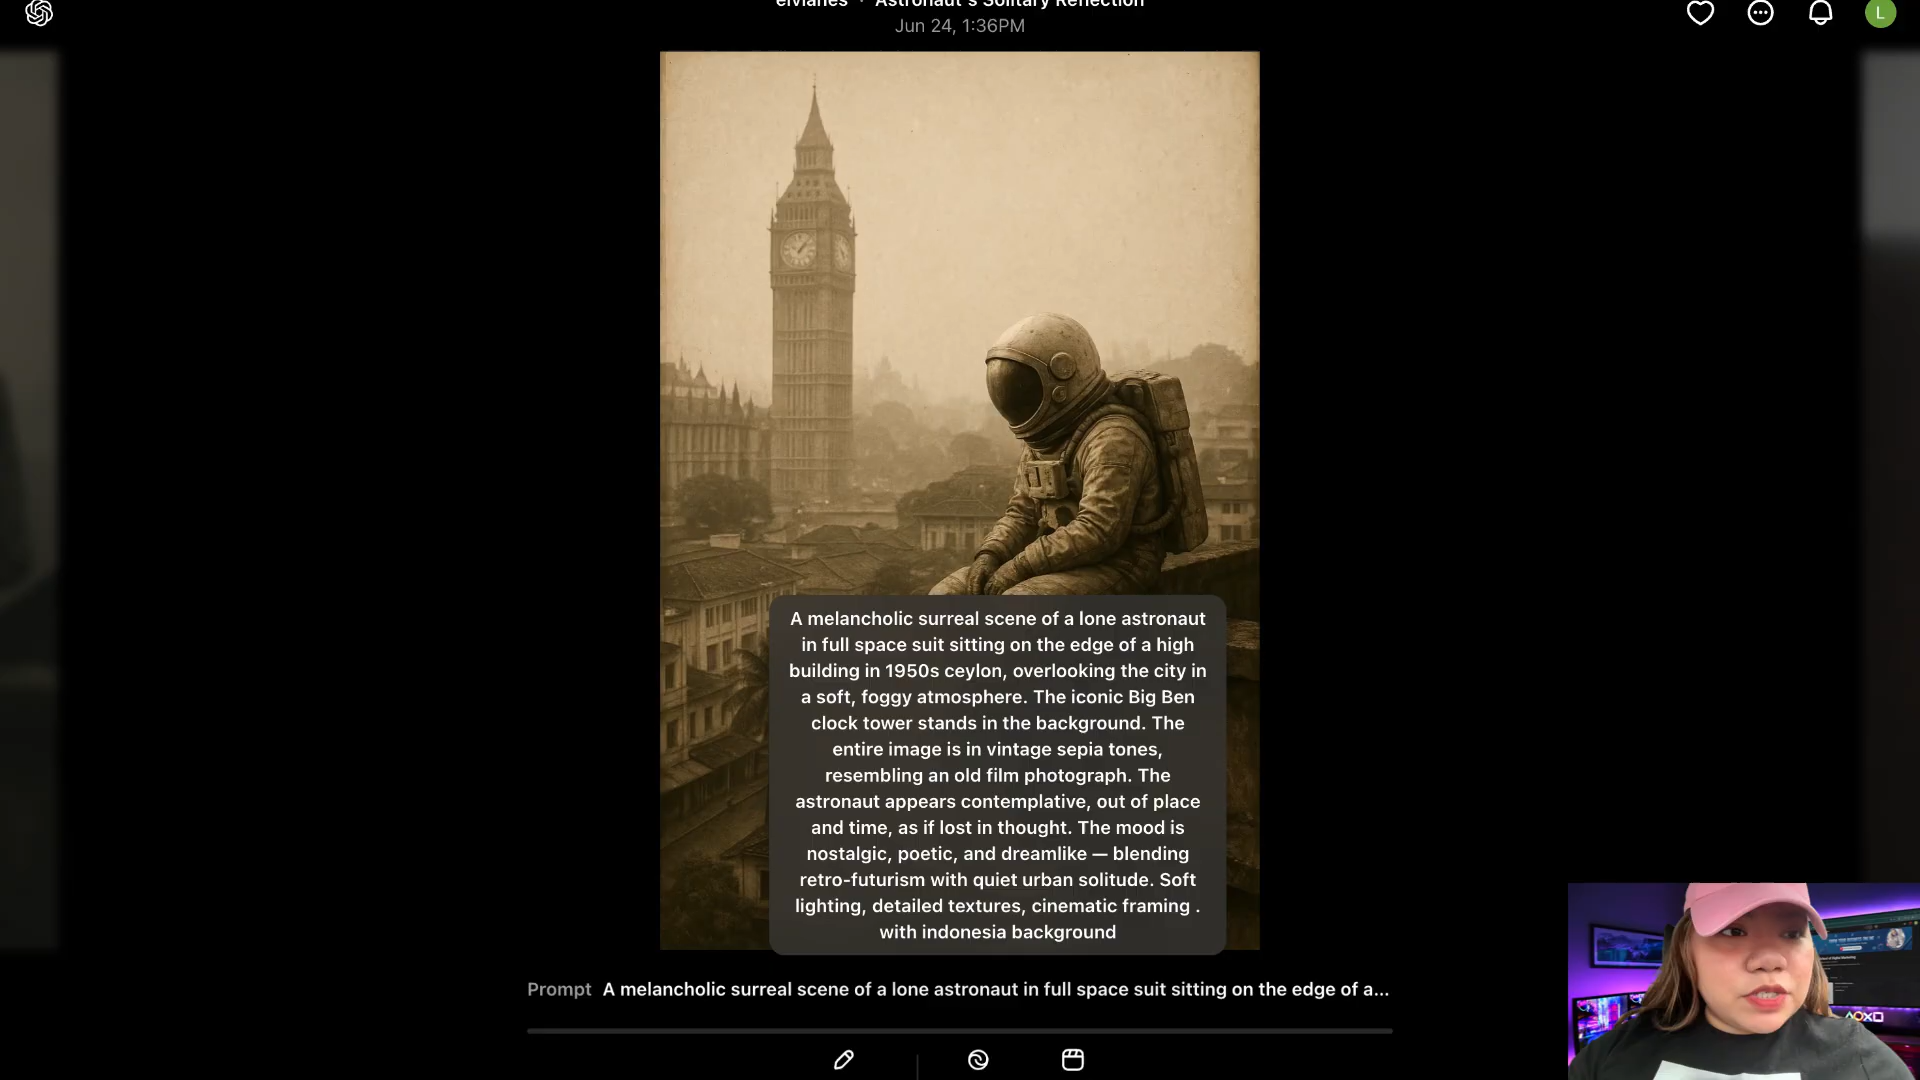 elvianes · Astronaut's Solitary Reflection
Jun 24, 1:36PM
L
A melancholic surreal scene of a lone astronaut
in full space suit sitting on the edge of a high
building in 1950s ceylon, overlooking the city in
a soft, foggy atmosphere. The iconic Big Ben
clock tower stands in the background. The
entire image is in vintage sepia tones,
resembling an old film photograph. The
astronaut appears contemplative, out of place
and time, as if lost in thought. The mood is
nostalgic, poetic, and dreamlike — blending
retro-futurism with quiet urban solitude. Soft
lighting, detailed textures, cinematic framing .
with indonesia background
Prompt A melancholic surreal scene of a lone astronaut in full space suit sitting on the edge of a...